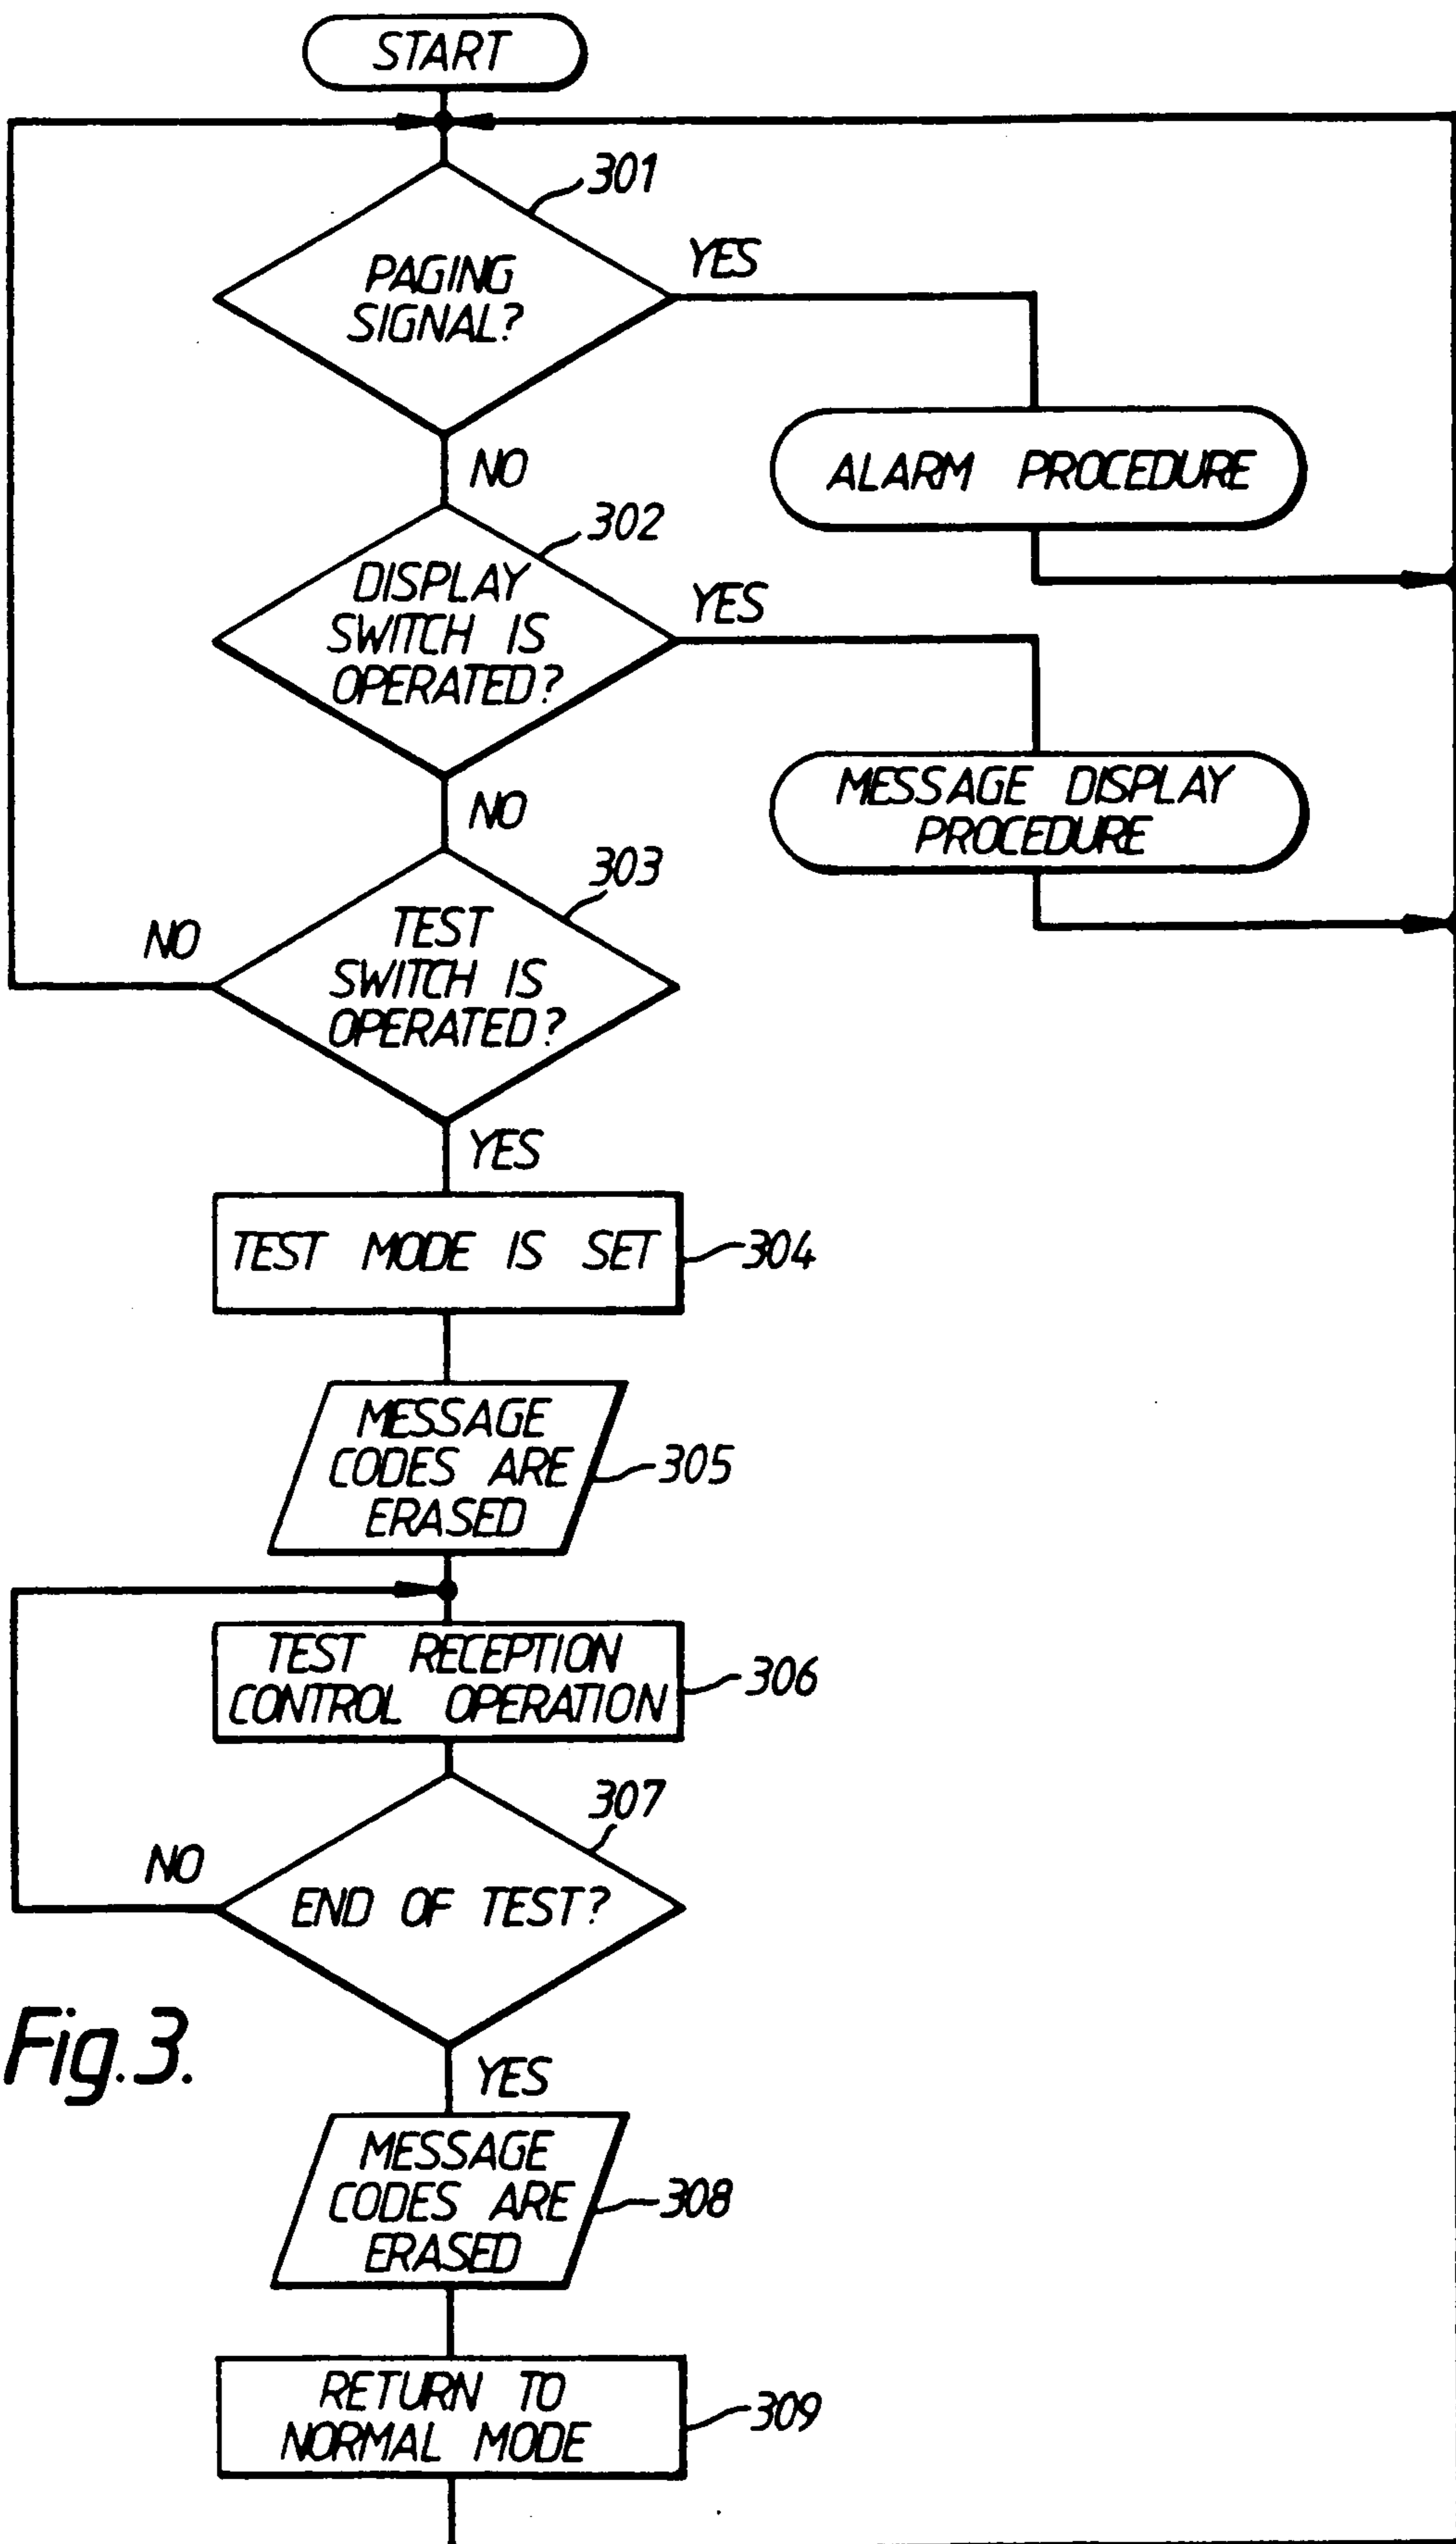 START
301
PAGING
SIGNAL?
YES
ALARM PROCEDURE
NO
302
DISPLAY
SWITCH IS
OPERATED?
YES
MESSAGE DISPLAY
PROCEDURE
NO
303
TEST
SWITCH IS
OPERATED?
NO
YES
TEST MODE IS SET
304
MESSAGE
CODES ARE
ERASED
305
TEST RECEPTION
CONTROL OPERATION
306
307
END OF TEST?
NO
YES
Fig.3.
MESSAGE
CODES ARE
ERASED
308
RETURN TO
NORMAL MODE
309